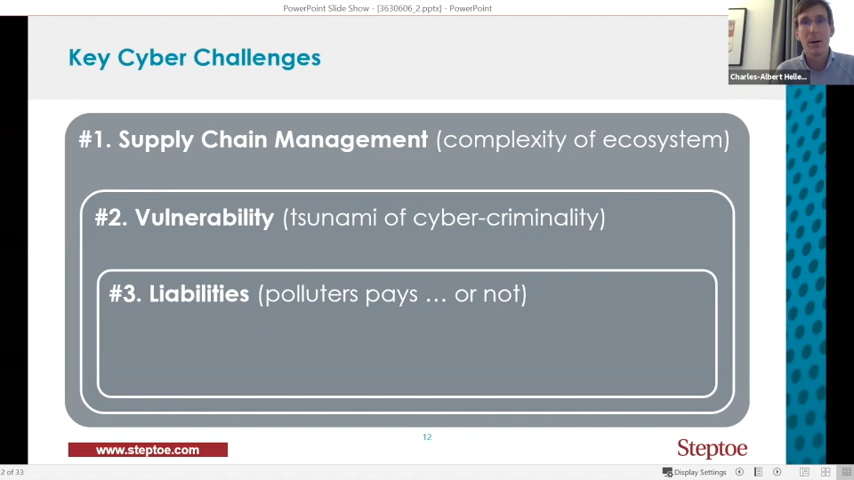 PowerPoint Slide Show - [3630606_2.pptx] - PowerPoint
Key Cyber Challenges
Charles-Albert Helle...
#1. Supply Chain Management (complexity of ecosystem)
#2. Vulnerability (tsunami of cyber-criminality)
#3. Liabilities (polluters pays ... or not)
12
www.steptoe.com
Steptoe
2 of 33
Display Settings